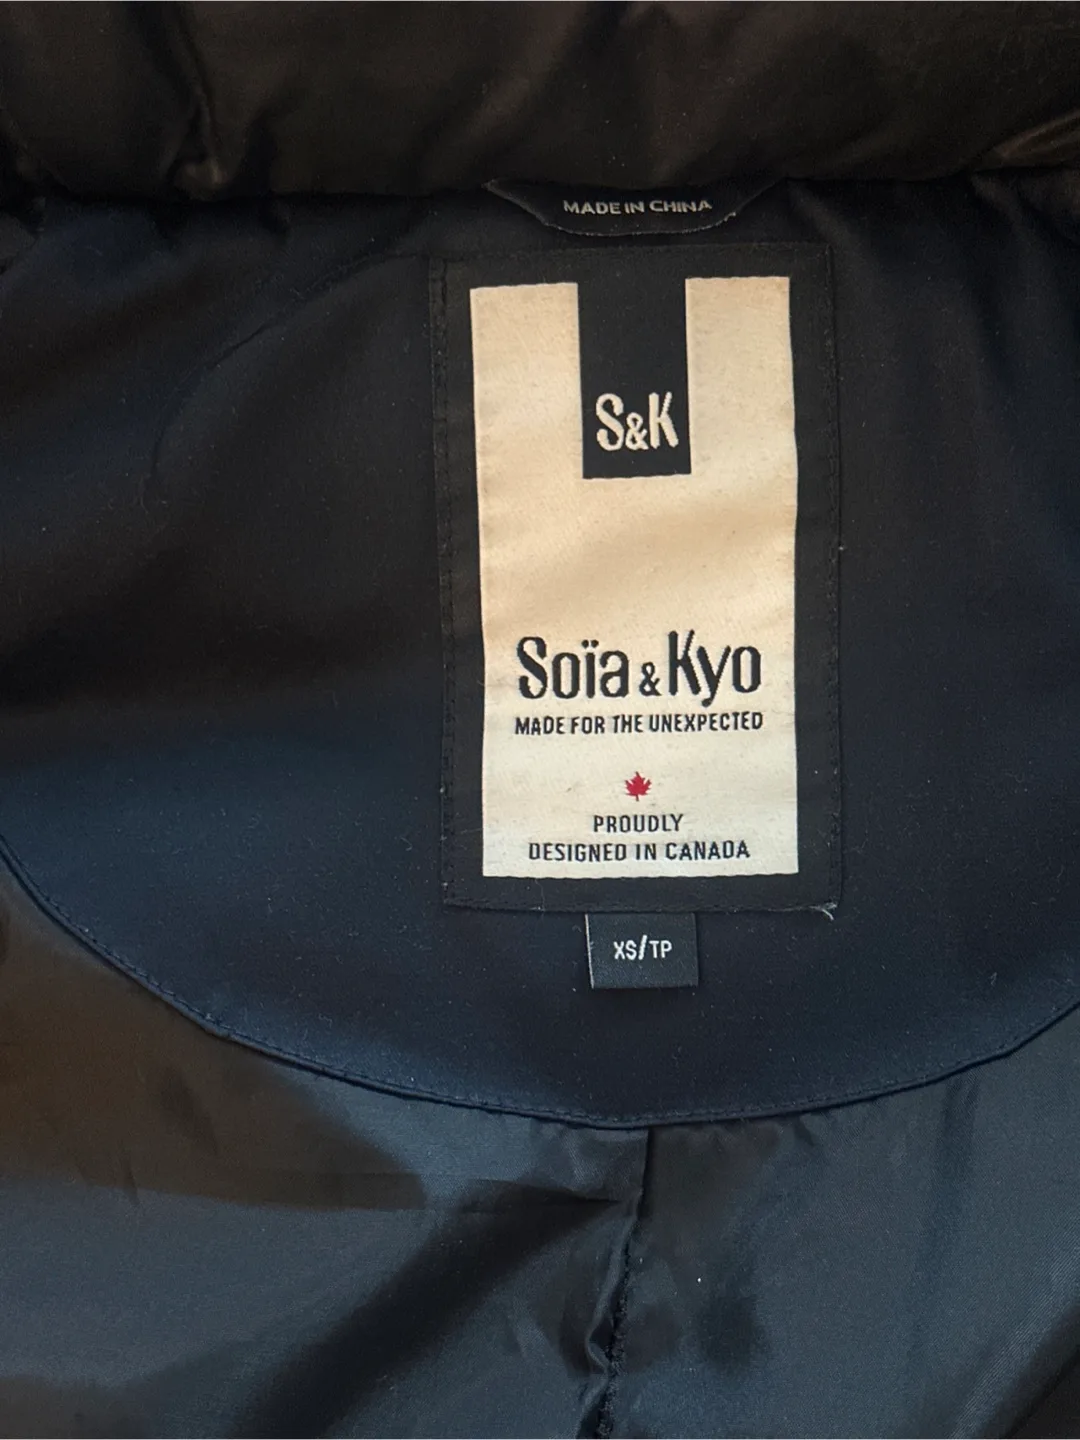 MADE IN CHINA
S&K
Soïa & Kyo
MADE FOR THE UNEXPECTED
PROUDLY
DESIGNED IN CANADA
XS/TP